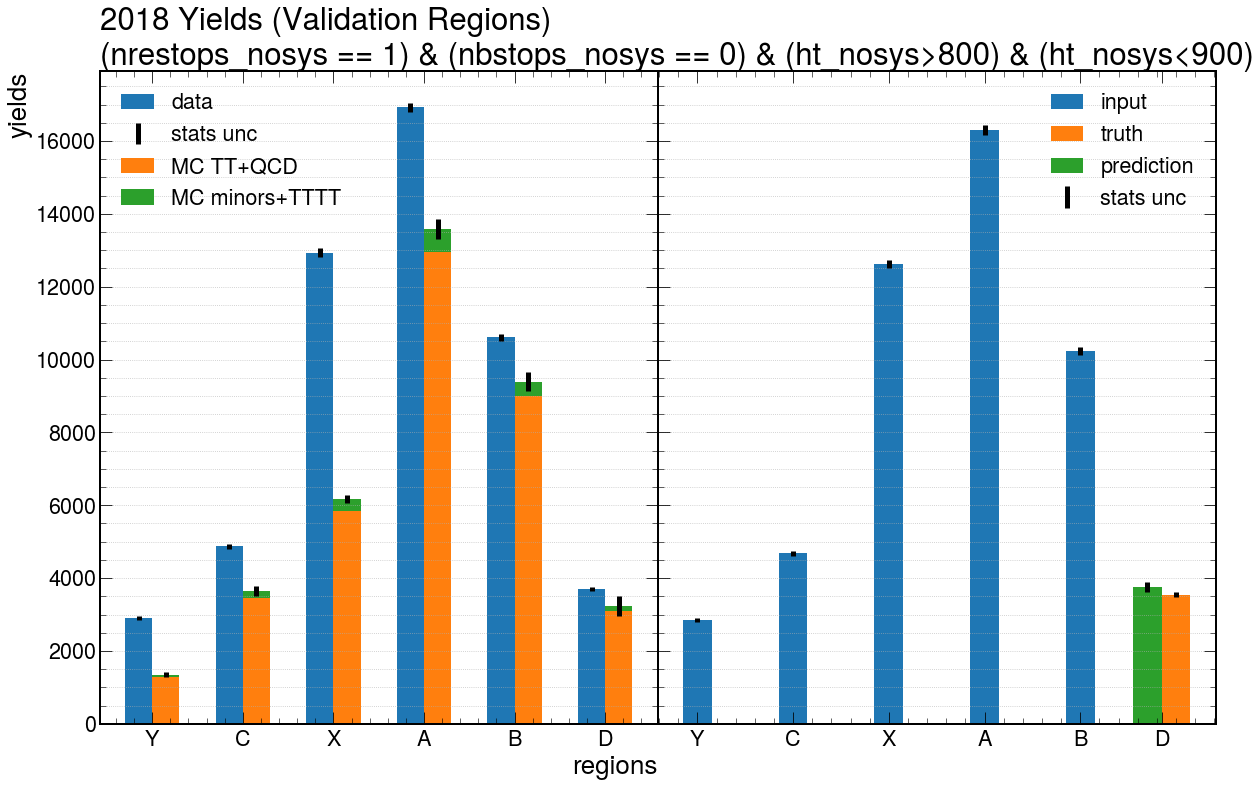 2018 Yields (Validation Regions)
(nrestops_nosys == 1) & (nbstops_nosys == 0) & (ht_nosys>800) & (ht_nosys<900)
yields
16000
14000
12000
10000
8000
6000
4000
2000
0
data
stats unc
MC TT+QCD
MC minors+TTTT
input
truth
prediction
stats unc
Y C X A B D
Y C X A B D
regions